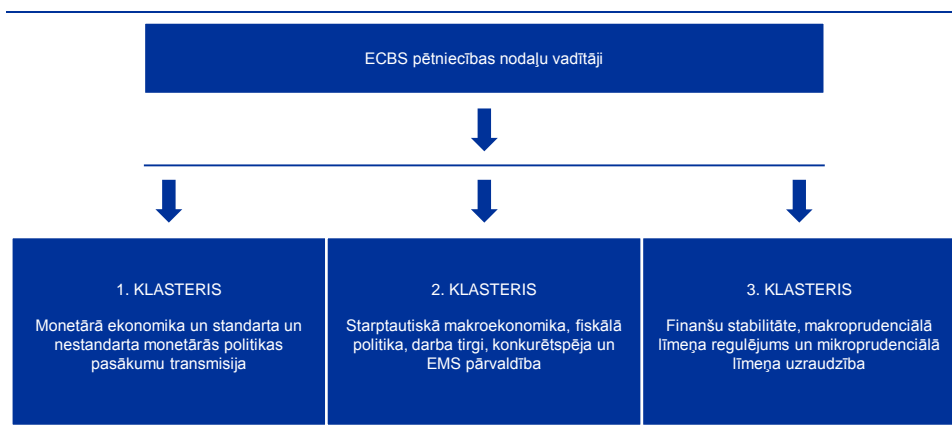 ECBS pētniecības nodaļu vadītāji
1. KLASTERIS
Monetārā ekonomika un standarta un
nestandarta monetārās politikas
pasākumu transmisija
2. KLASTERIS
Starptautiskā makroekonomika, fiskālā
politika, darba tirgi, konkurētspēja un
EMS pārvaldība
3. KLASTERIS
Finanšu stabilitāte, makroprudenciālā
līmeņa regulējums un mikroprudenciālā
līmeņa uzraudzība